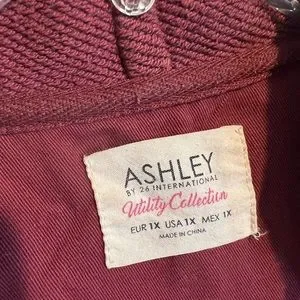 ASHLEY
BY 26 INTERNATIONAL
Utility Collection
EUR 1X USA 1X MEX 1X
MADE IN CHINA